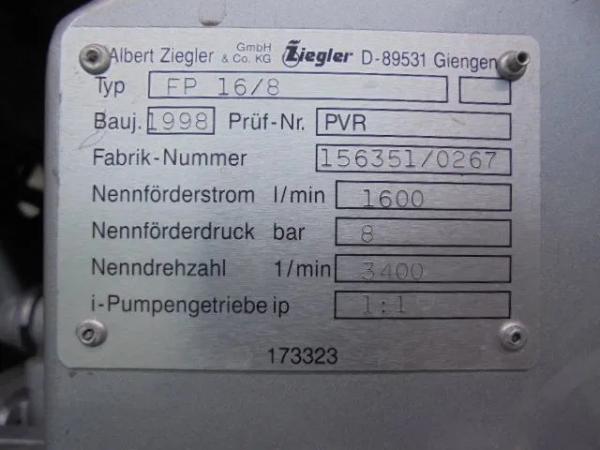 Albert Ziegler GmbH & Co. KG Ziegler D-89531 Giengen
Typ FP 16/8
Bauj. 1998 Prüf-Nr. PVR
Fabrik-Nummer 156351/0267
Nennförderstrom l/min 1600
Nennförderdruck bar 8
Nenndrehzahl 1/min 3400
i-Pumpengetriebe ip 1:1
173323